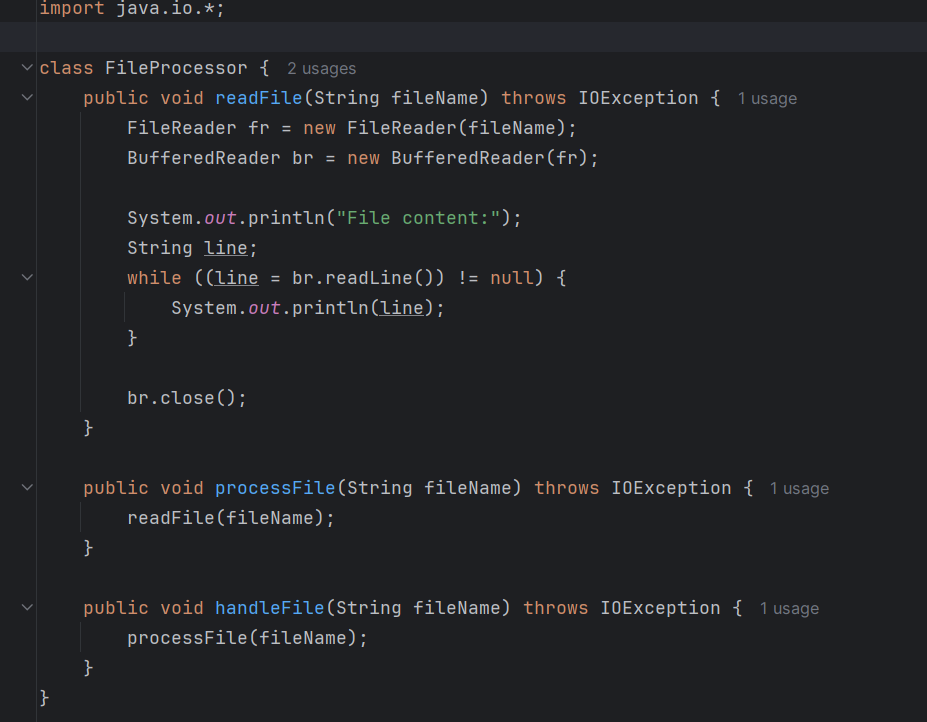 import java.io.*;
class FileProcessor { 2 usages
public void readFile(String fileName) throws IOException { 1 usage
FileReader fr = new FileReader(fileName);
BufferedReader br = new BufferedReader(fr);
System.out.println("File content:");
String line;
while ((line = br.readLine()) != null) {
System.out.println(line);
}
br.close();
}
public void processFile(String fileName) throws IOException { 1 usage
readFile(fileName);
}
public void handleFile(String fileName) throws IOException { 1 usage
processFile(fileName);
}
}